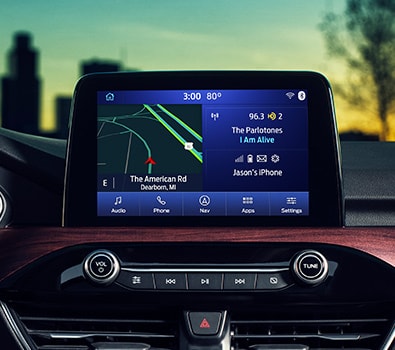 3:00 80°
96.3 2
The Parlotones
I Am Alive
Jason's iPhone
E The American Rd
Dearborn, MI
Audio Phone Nav Apps Settings
VOL
TUNE